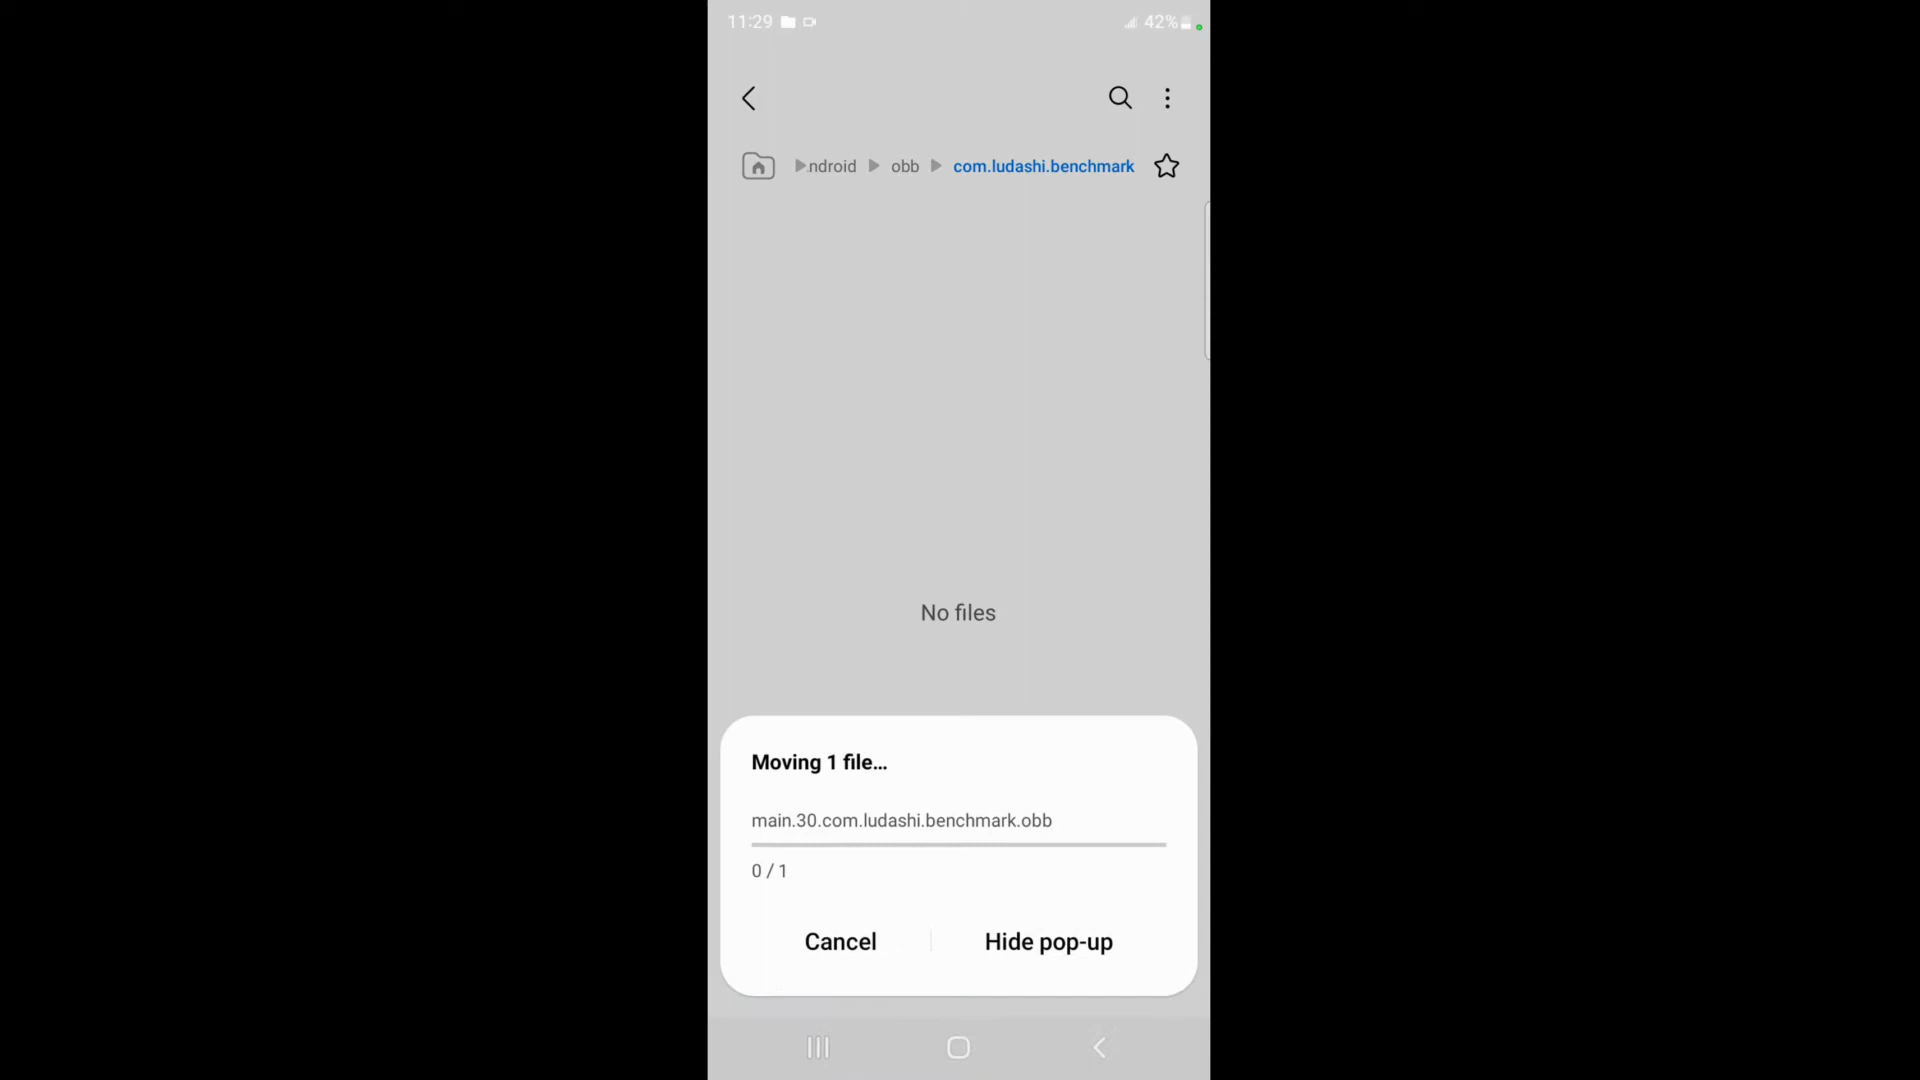 11:29 42%
ndroid obb com.ludashi.benchmark
No files
Moving 1 file...
main.30.com.ludashi.benchmark.obb
0 / 1
Cancel Hide pop-up